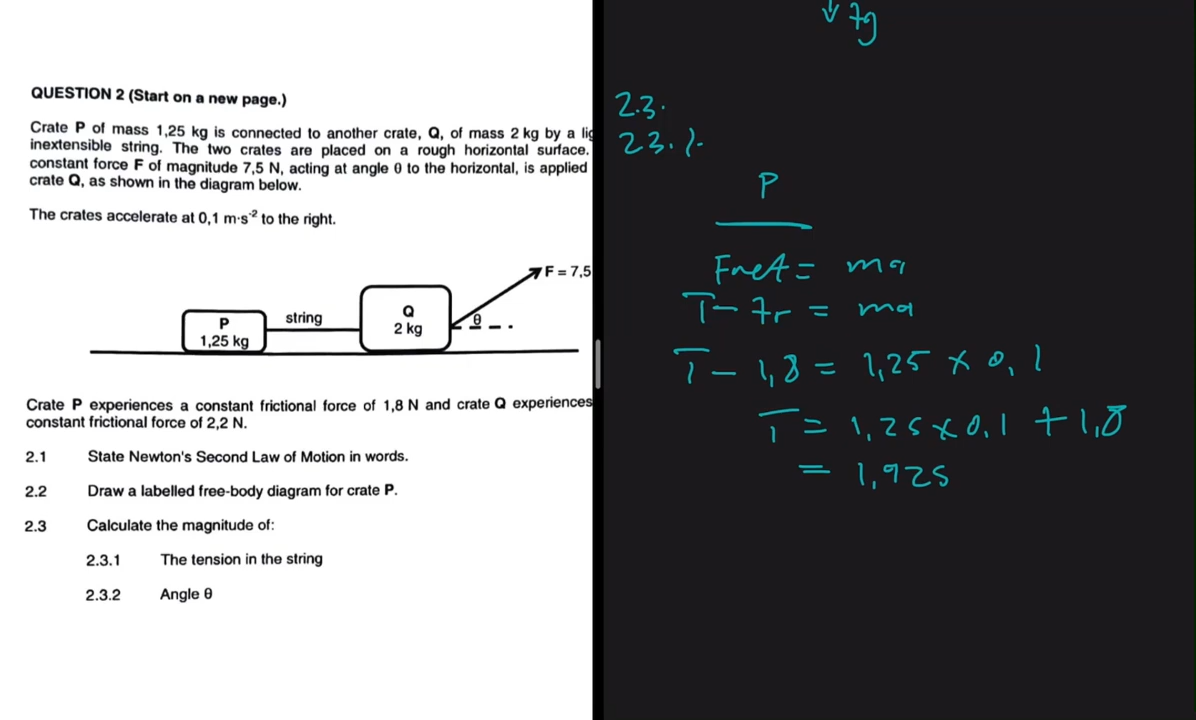 QUESTION 2 (Start on a new page.)
Crate P of mass 1,25 kg is connected to another crate, Q, of mass 2 kg by a
inextensible string. The two crates are placed on a rough horizontal surface.
constant force F of magnitude 7,5 N, acting at angle θ to the horizontal, is applied
crate Q, as shown in the diagram below.
The crates accelerate at 0,1 m·s⁻² to the right.
F = 7,5
P
1,25 kg
string
Q
2 kg
θ
Crate P experiences a constant frictional force of 1,8 N and crate Q experiences
constant frictional force of 2,2 N.
2.1 State Newton's Second Law of Motion in words.
2.2 Draw a labelled free-body diagram for crate P.
2.3 Calculate the magnitude of:
2.3.1 The tension in the string
2.3.2 Angle θ
↓ fg
2.3.
2.3.1.
P
Fnet = ma
T - fr = ma
T - 1,8 = 1,25 × 0,1
T = 1,25 × 0,1 + 1,8
= 1,925